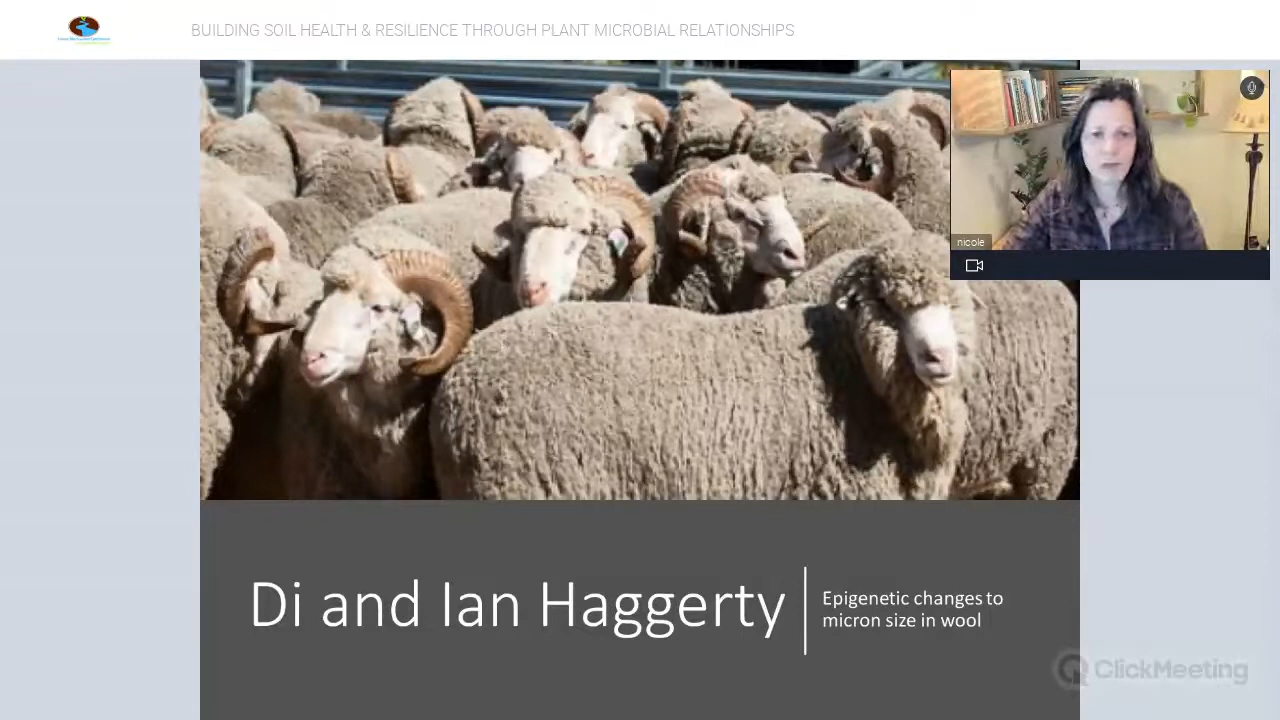 BUILDING SOIL HEALTH & RESILIENCE THROUGH PLANT MICROBIAL RELATIONSHIPS
nicole
Di and Ian Haggerty
Epigenetic changes to
micron size in wool
ClickMeeting